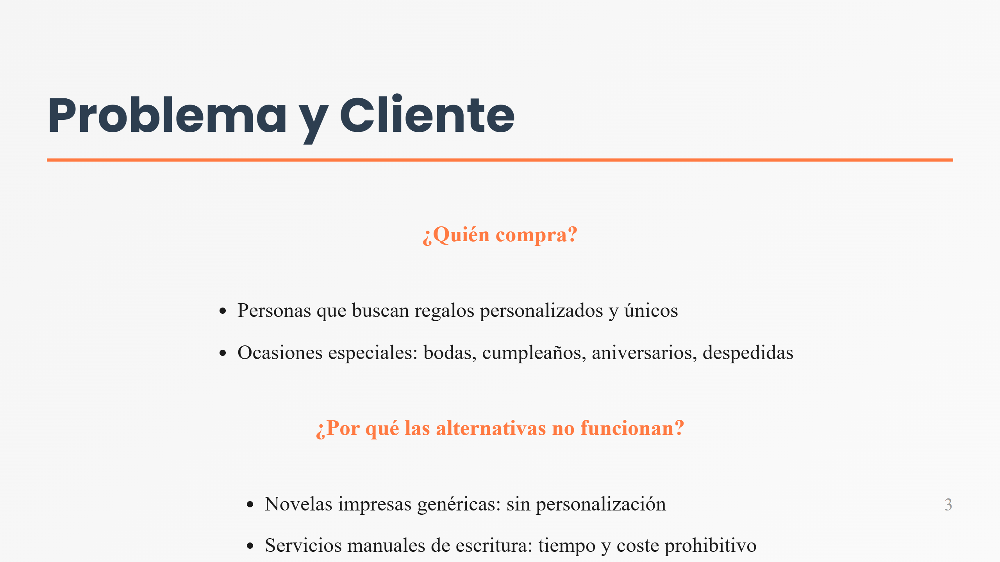 Problema y Cliente
¿Quién compra?
• Personas que buscan regalos personalizados y únicos
• Ocasiones especiales: bodas, cumpleaños, aniversarios, despedidas
¿Por qué las alternativas no funcionan?
• Novelas impresas genéricas: sin personalización
3
• Servicios manuales de escritura: tiempo y coste prohibitivo